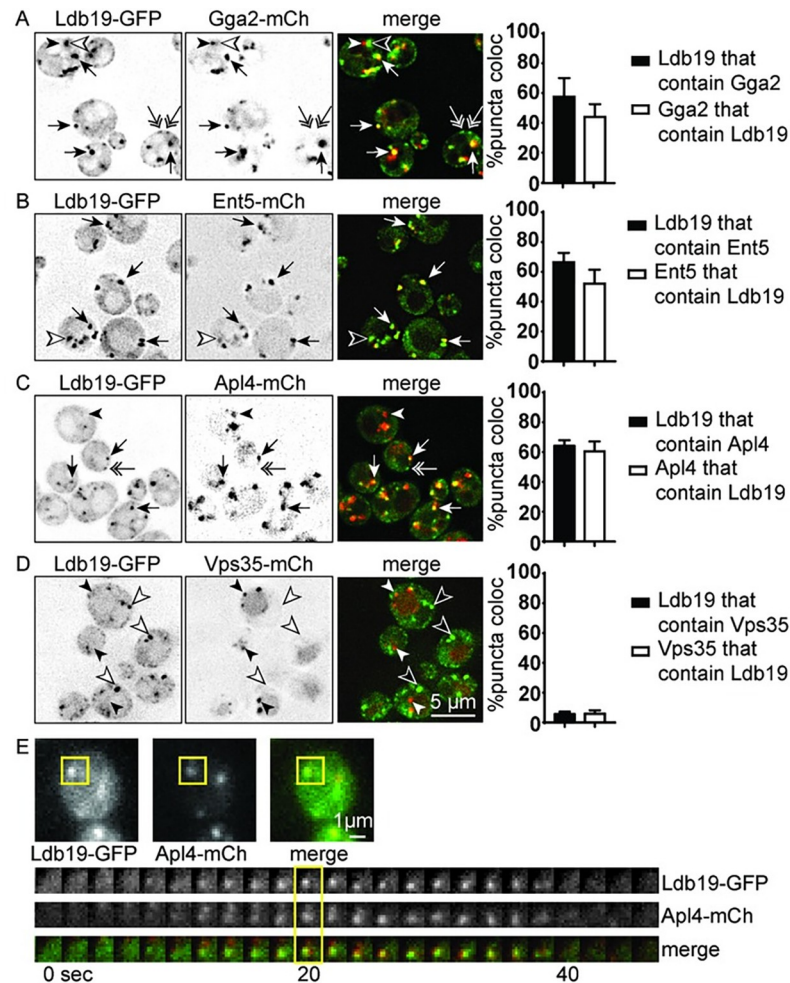 A Ldb19-GFP Gga2-mCh merge
%puncta coloc
100
80
60
40
20
0
Ldb19 that
contain Gga2
Gga2 that
contain Ldb19
B Ldb19-GFP Ent5-mCh merge
%puncta coloc
100
80
60
40
20
0
Ldb19 that
contain Ent5
Ent5 that
contain Ldb19
C Ldb19-GFP Apl4-mCh merge
%puncta coloc
100
80
60
40
20
0
Ldb19 that
contain Apl4
Apl4 that
contain Ldb19
D Ldb19-GFP Vps35-mCh merge
5 µm
%puncta coloc
100
80
60
40
20
0
Ldb19 that
contain Vps35
Vps35 that
contain Ldb19
E
1µm
Ldb19-GFP Apl4-mCh merge
Ldb19-GFP
Apl4-mCh
merge
0 sec 20 40